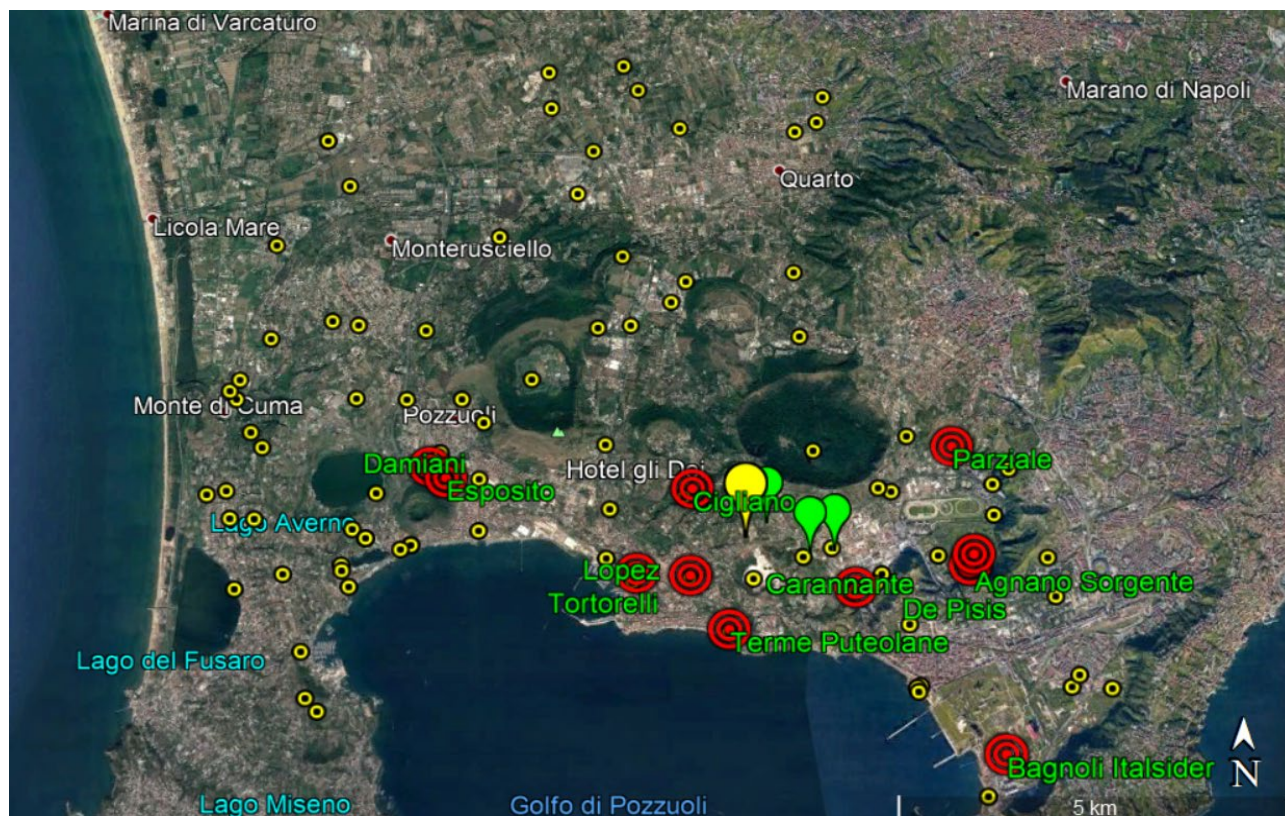 Marina di Varcaturo
Marano di Napoli
Quarto
Licola Mare
Monterusciello
Monte di Cuma
Pozzuoli
Damiani
Esposito
Hotel gli Dei
Cigliano
Parziale
Lago Averno
Lopez
Tortorelli
Carannante
Agnano Sorgente
De Pisis
Terme Puteolane
Lago del Fusaro
Bagnoli Italsider
Lago Miseno
Golfo di Pozzuoli
5 km
N